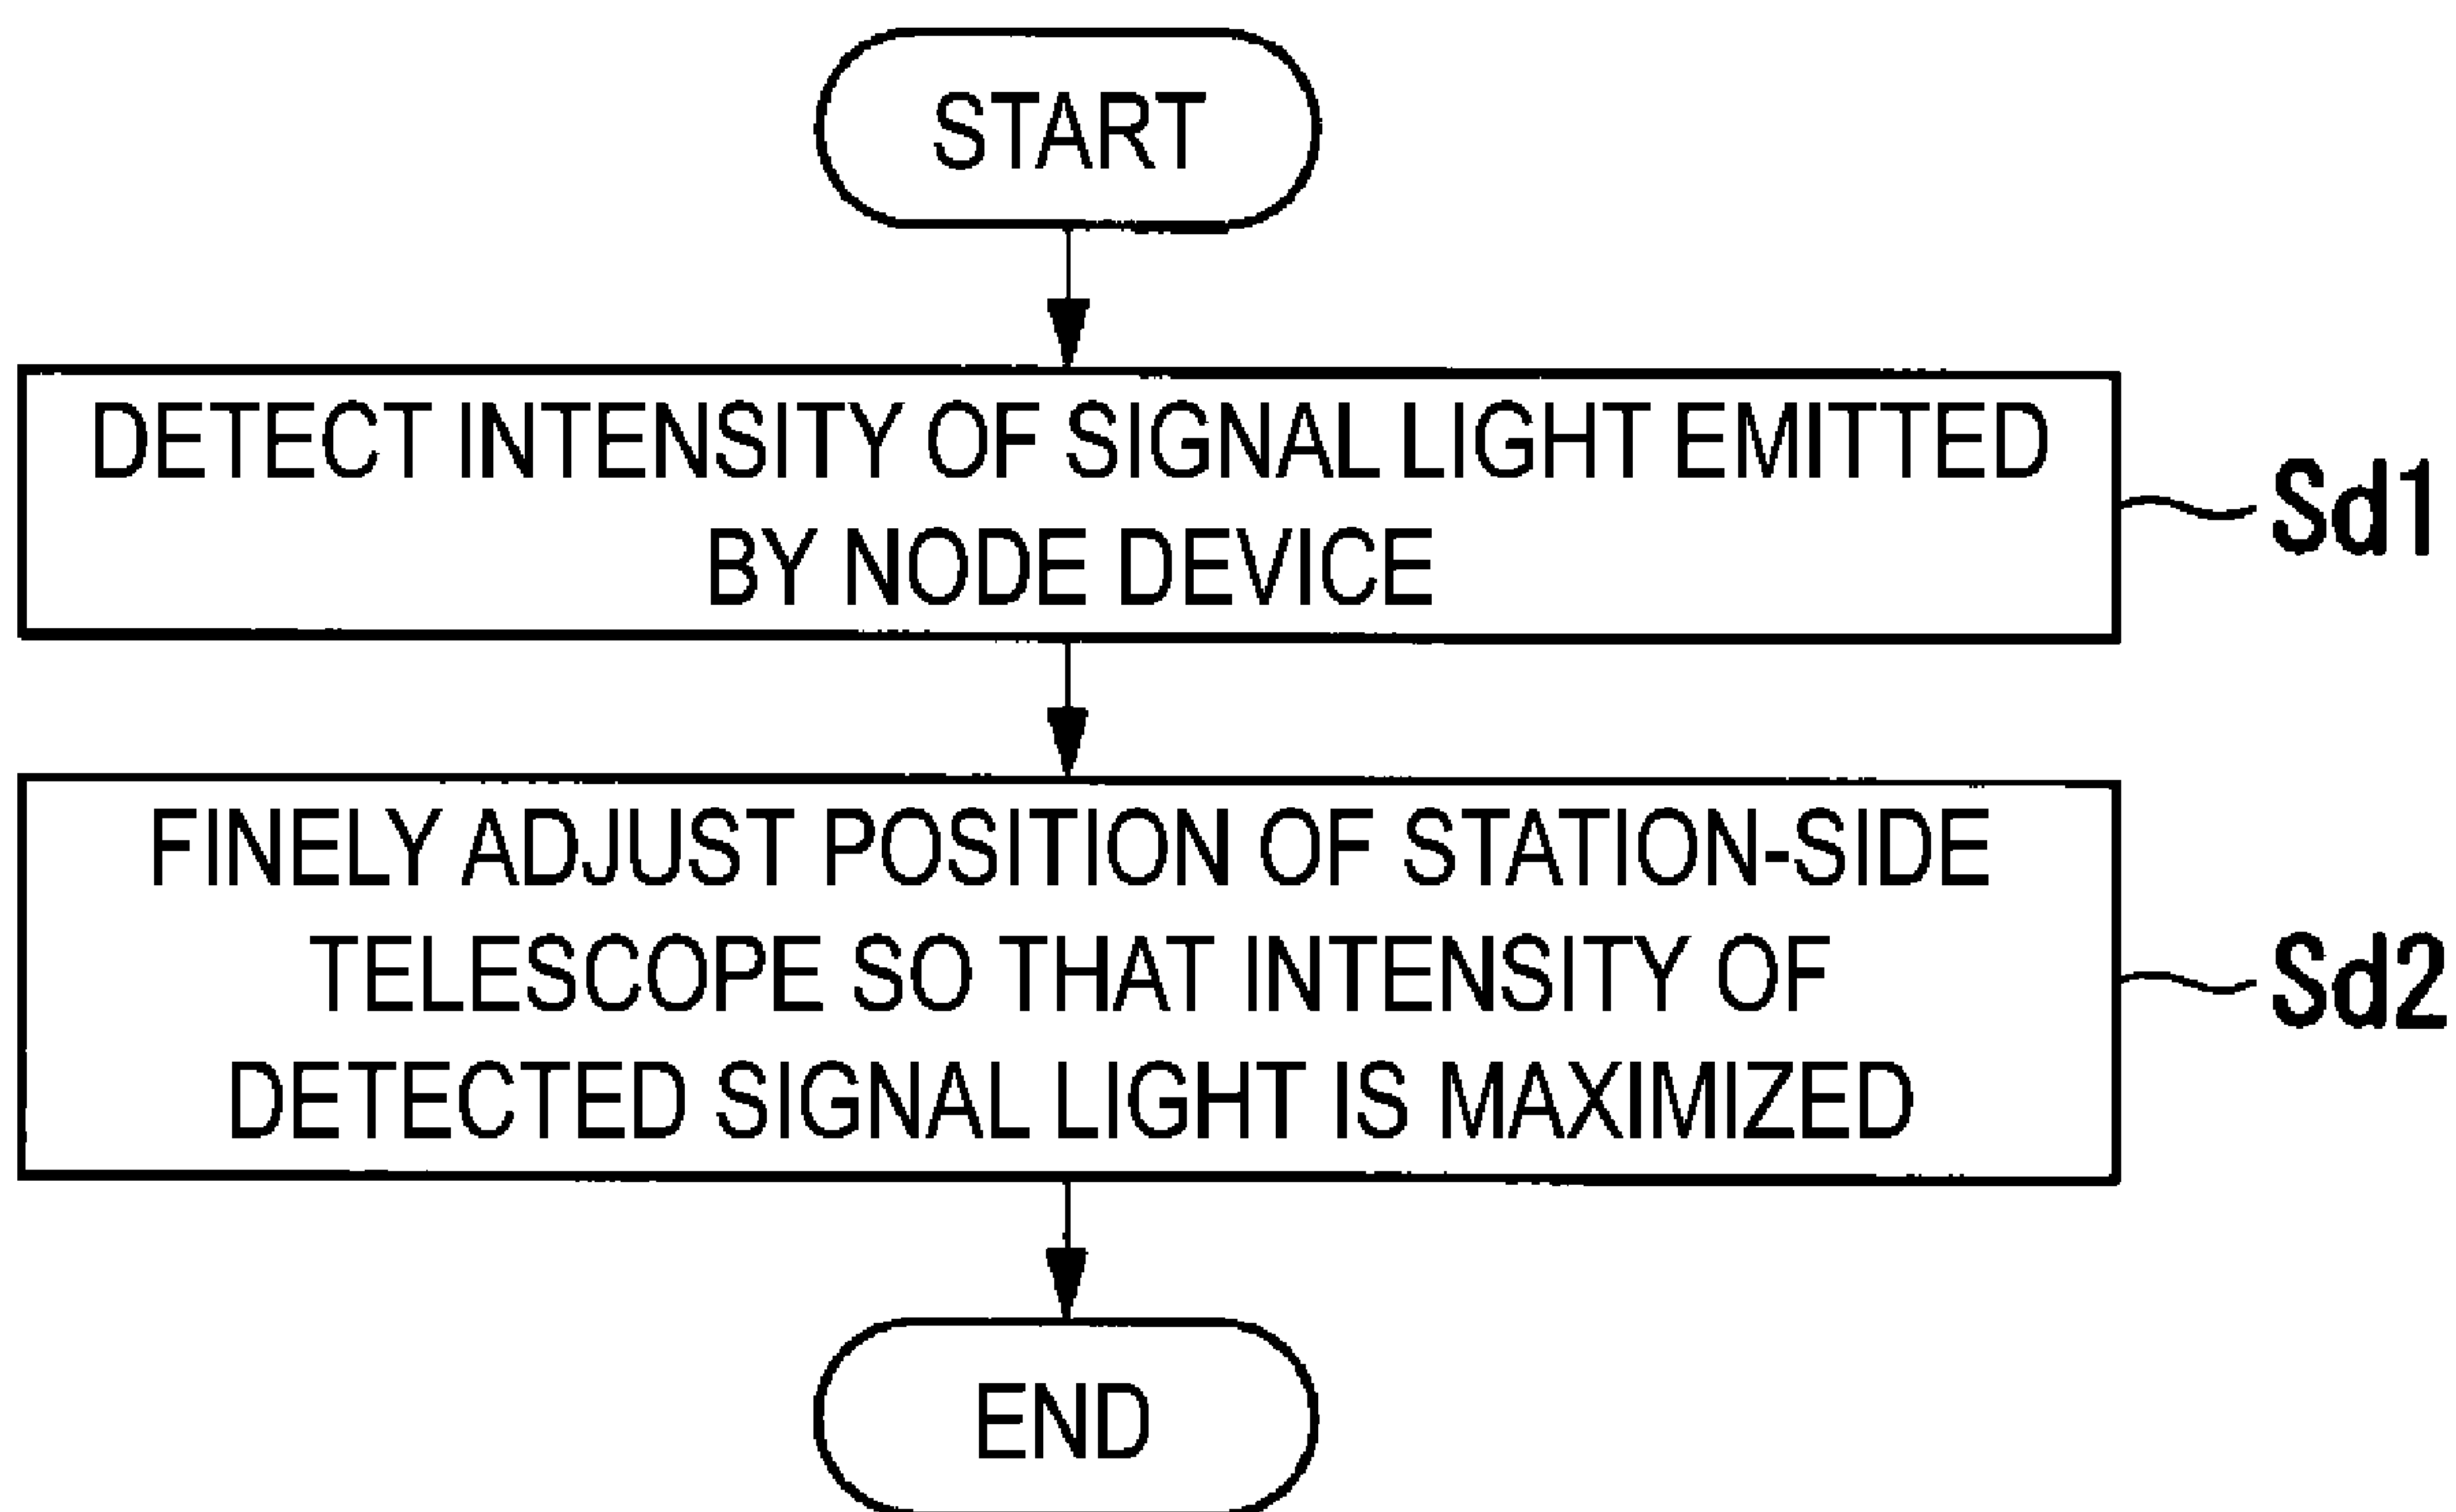 START
DETECT INTENSITY OF SIGNAL LIGHT EMITTED
BY NODE DEVICE
Sd1
FINELY ADJUST POSITION OF STATION-SIDE
TELESCOPE SO THAT INTENSITY OF
DETECTED SIGNAL LIGHT IS MAXIMIZED
Sd2
END